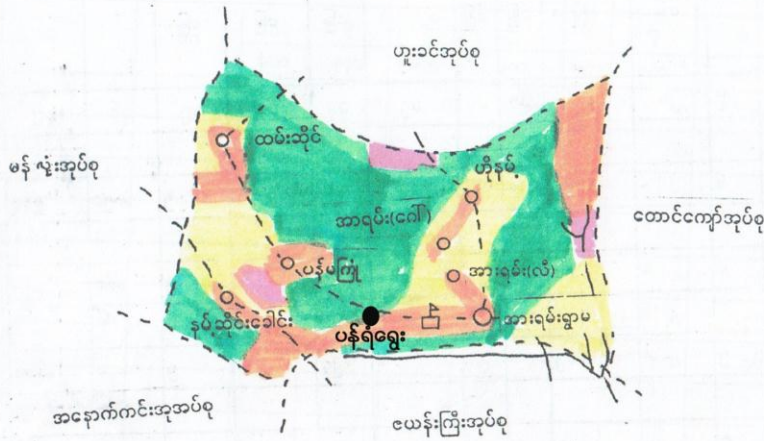 ဟူးခင်အုပ်စု
ထမ်းဆိုင်
မန် လုံးအုပ်စု
ဟိုနမ့်
အာရမ်း(ဂေါ်)
တောင်ကျော်အုပ်စု
ပန်မကြုံ
အားရမ်း(လီ)
နမ့်ဆိုင်းခေါင်း
အားရမ်းရွာမ
ပန်ရံရွေး
အနောက်ကင်းအုအပ်စု
ဇယန်းကြီးအုပ်စု